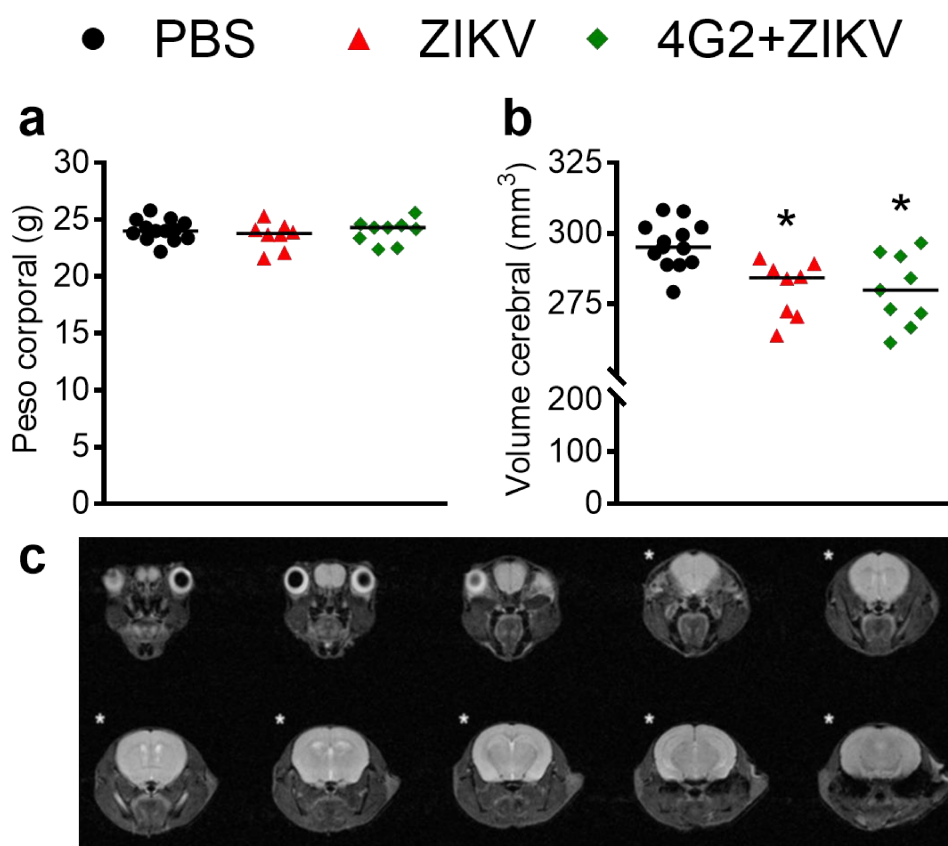 PBS ZIKV 4G2+ZIKV
a
Peso corporal (g)
30
25
20
15
10
5
0
b
Volume cerebral (mm³)
325
300
275
200
100
0
* *
c
* *
* * * * *